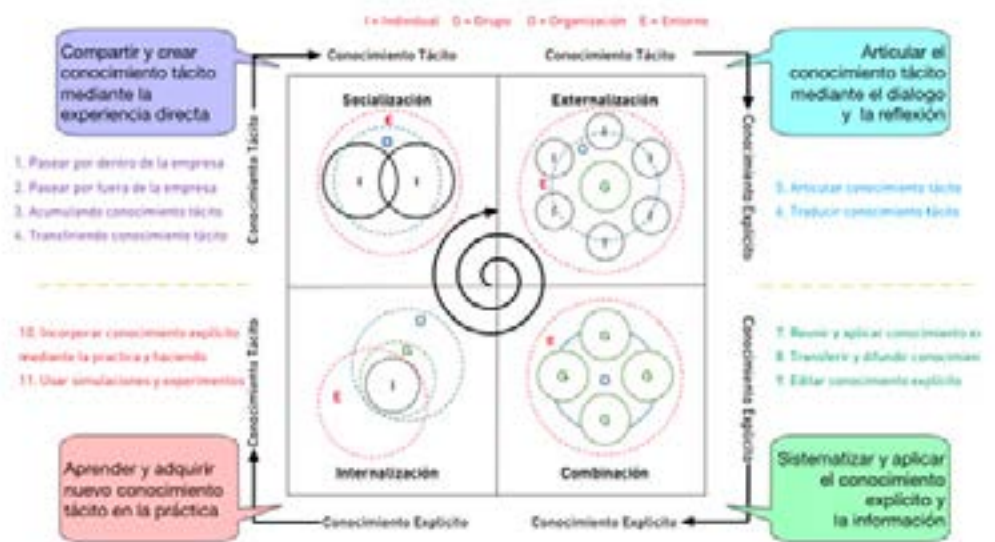 I = Individual G = Grupo O = Organización E = Entorno
Compartir y crear
conocimiento tácito
mediante la
experiencia directa
Conocimiento Tácito
Conocimiento Tácito
Articular el
conocimiento tácito
mediante el dialogo
y la reflexión
Socialización
Externalización
E
O
I
I
I
I
I
O
E
G
I
I
I
Conocimiento Tácito
Conocimiento Explícito
1. Pasear por dentro de la empresa
2. Pasear por fuera de la empresa
3. Acumulando conocimiento tácito
4. Transfiriendo conocimiento tácito
5. Articular conocimiento tácito
6. Traducir conocimiento tácito
10. Incorporar conocimiento explícito
mediante la practica y haciendo
11. Usar simulaciones y experimentos
7. Reunir y aplicar conocimiento ex
8. Transferir y difundir conocimien
9. Editar conocimiento explícito
Conocimiento Tácito
Conocimiento Explícito
O
G
I
E
E
G
G
O
G
G
Internalización
Combinación
Aprender y adquirir
nuevo conocimiento
tácito en la práctica
Conocimiento Explícito
Conocimiento Explícito
Sistematizar y aplicar
el conocimiento
explícito y
la información